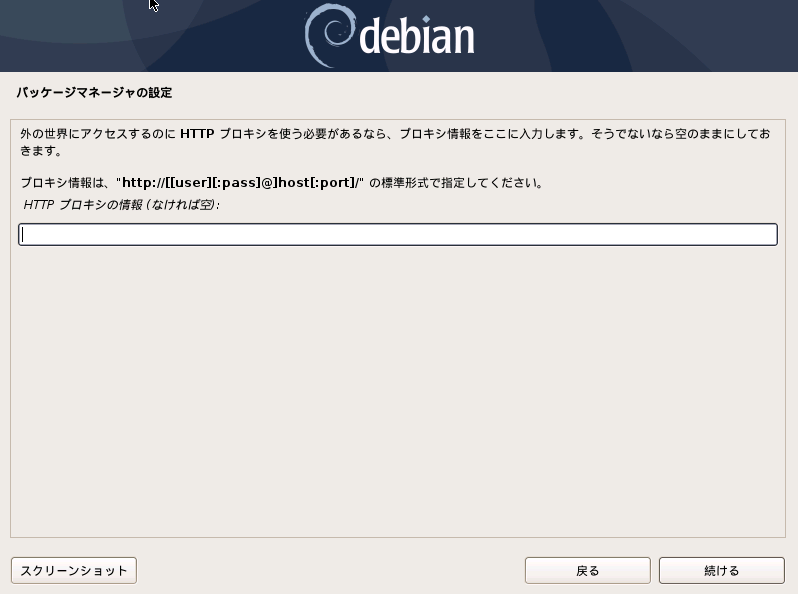 debian
パッケージマネージャの設定
外の世界にアクセスするのに HTTP プロキシを使う必要があるなら、プロキシ情報をここに入力します。そうでないなら空のままにしてお
きます。
プロキシ情報は、"http://[[user][:pass]@]host[:port]/" の標準形式で指定してください。
HTTP プロキシの情報 (なければ空):
スクリーンショット
戻る
続ける